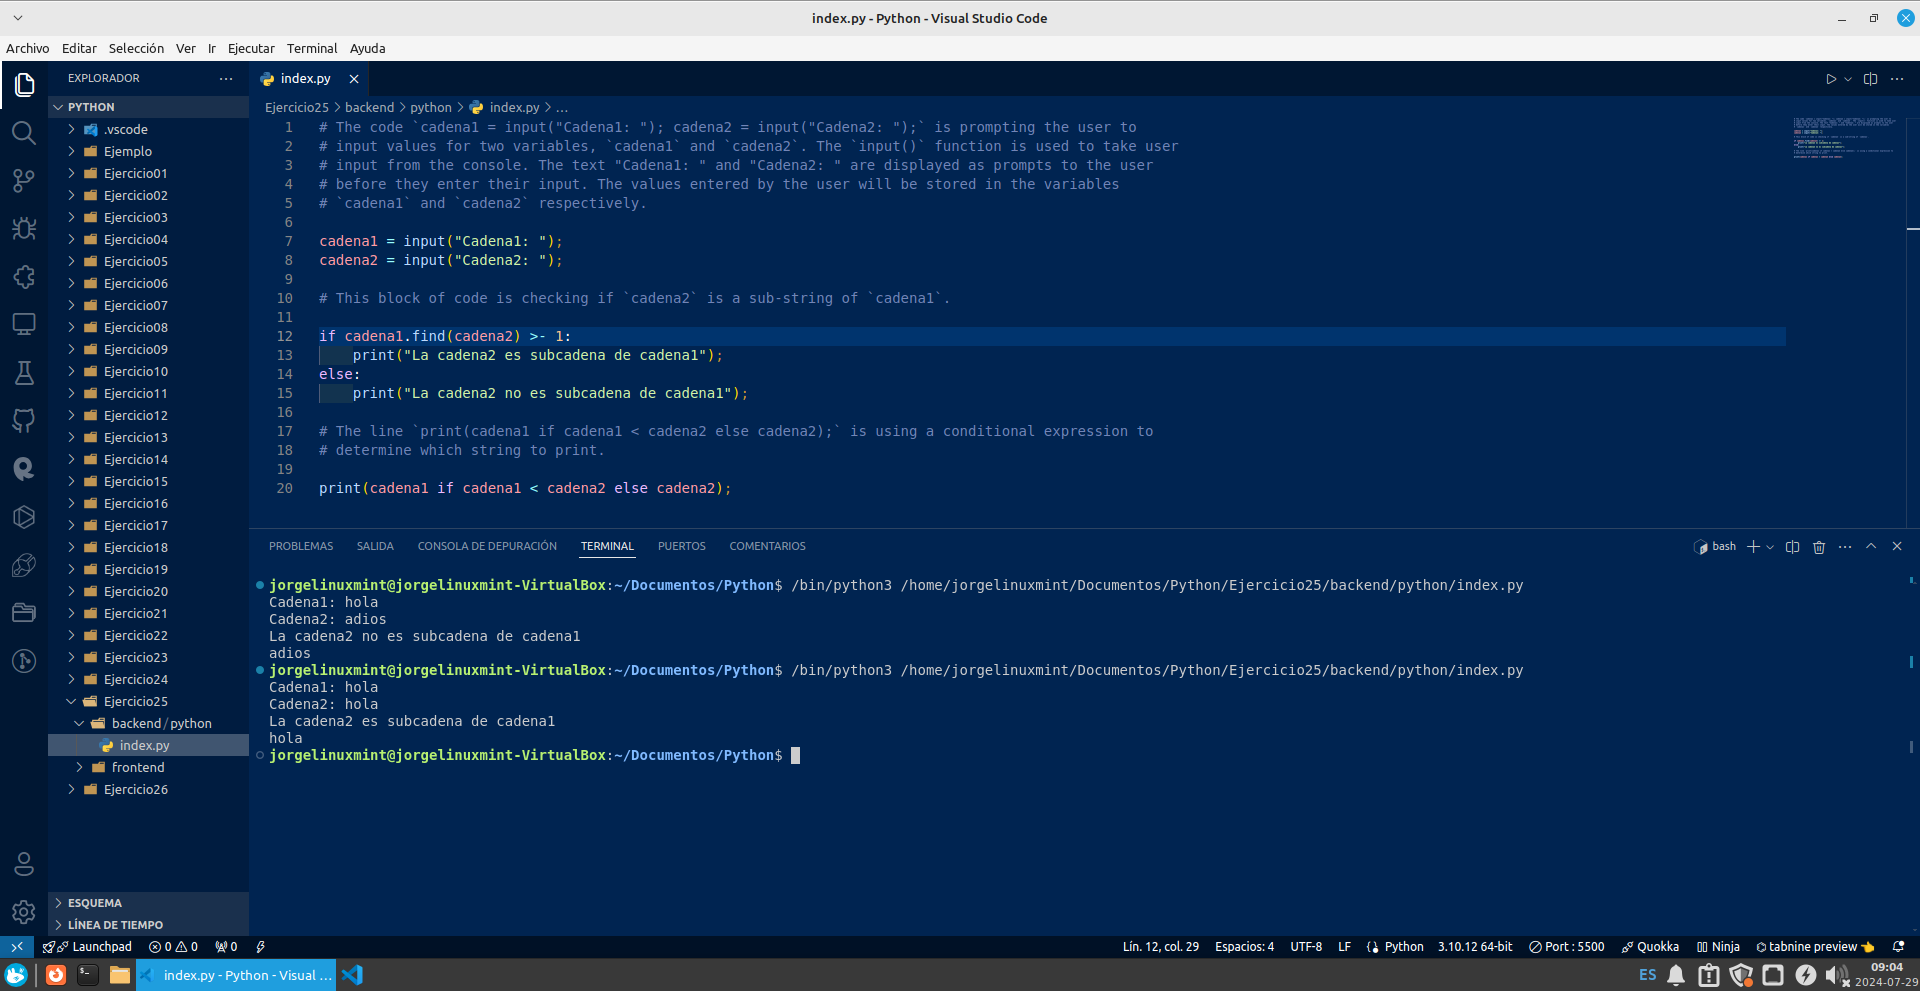 index.py - Python - Visual Studio Code
Archivo Editar Selección Ver Ir Ejecutar Terminal Ayuda
EXPLORADOR
PYTHON
.vscode
Ejemplo
Ejercicio01
Ejercicio02
Ejercicio03
Ejercicio04
Ejercicio05
Ejercicio06
Ejercicio07
Ejercicio08
Ejercicio09
Ejercicio10
Ejercicio11
Ejercicio12
Ejercicio13
Ejercicio14
Ejercicio15
Ejercicio16
Ejercicio17
Ejercicio18
Ejercicio19
Ejercicio20
Ejercicio21
Ejercicio22
Ejercicio23
Ejercicio24
Ejercicio25
backend/python
index.py
frontend
Ejercicio26
ESQUEMA
LÍNEA DE TIEMPO
index.py
Ejercicio25 > backend > python > index.py > ...
1 # The code `cadena1 = input("Cadena1: "); cadena2 = input("Cadena2: ");` is prompting the user to
2 # input values for two variables, `cadena1` and `cadena2`. The `input()` function is used to take user
3 # input from the console. The text "Cadena1: " and "Cadena2: " are displayed as prompts to the user
4 # before they enter their input. The values entered by the user will be stored in the variables
5 # `cadena1` and `cadena2` respectively.
6
7 cadena1 = input("Cadena1: ");
8 cadena2 = input("Cadena2: ");
9
10 # This block of code is checking if `cadena2` is a sub-string of `cadena1`.
11
12 if cadena1.find(cadena2) >- 1:
13 print("La cadena2 es subcadena de cadena1");
14 else:
15 print("La cadena2 no es subcadena de cadena1");
16
17 # The line `print(cadena1 if cadena1 < cadena2 else cadena2);` is using a conditional expression to
18 # determine which string to print.
19
20 print(cadena1 if cadena1 < cadena2 else cadena2);
PROBLEMAS SALIDA CONSOLA DE DEPURACIÓN TERMINAL PUERTOS COMENTARIOS
bash
jorgelinuxmint@jorgelinuxmint-VirtualBox:~/Documentos/Python$ /bin/python3 /home/jorgelinuxmint/Documentos/Python/Ejercicio25/backend/python/index.py
Cadena1: hola
Cadena2: adios
La cadena2 no es subcadena de cadena1
adios
jorgelinuxmint@jorgelinuxmint-VirtualBox:~/Documentos/Python$ /bin/python3 /home/jorgelinuxmint/Documentos/Python/Ejercicio25/backend/python/index.py
Cadena1: hola
Cadena2: hola
La cadena2 es subcadena de cadena1
hola
jorgelinuxmint@jorgelinuxmint-VirtualBox:~/Documentos/Python$
Launchpad 0 0 0 Lín. 12, col. 29 Espacios: 4 UTF-8 LF Python 3.10.12 64-bit Port : 5500 Quokka Ninja tabnine preview
index.py - Python - Visual ... ES 09:04
2024-07-29